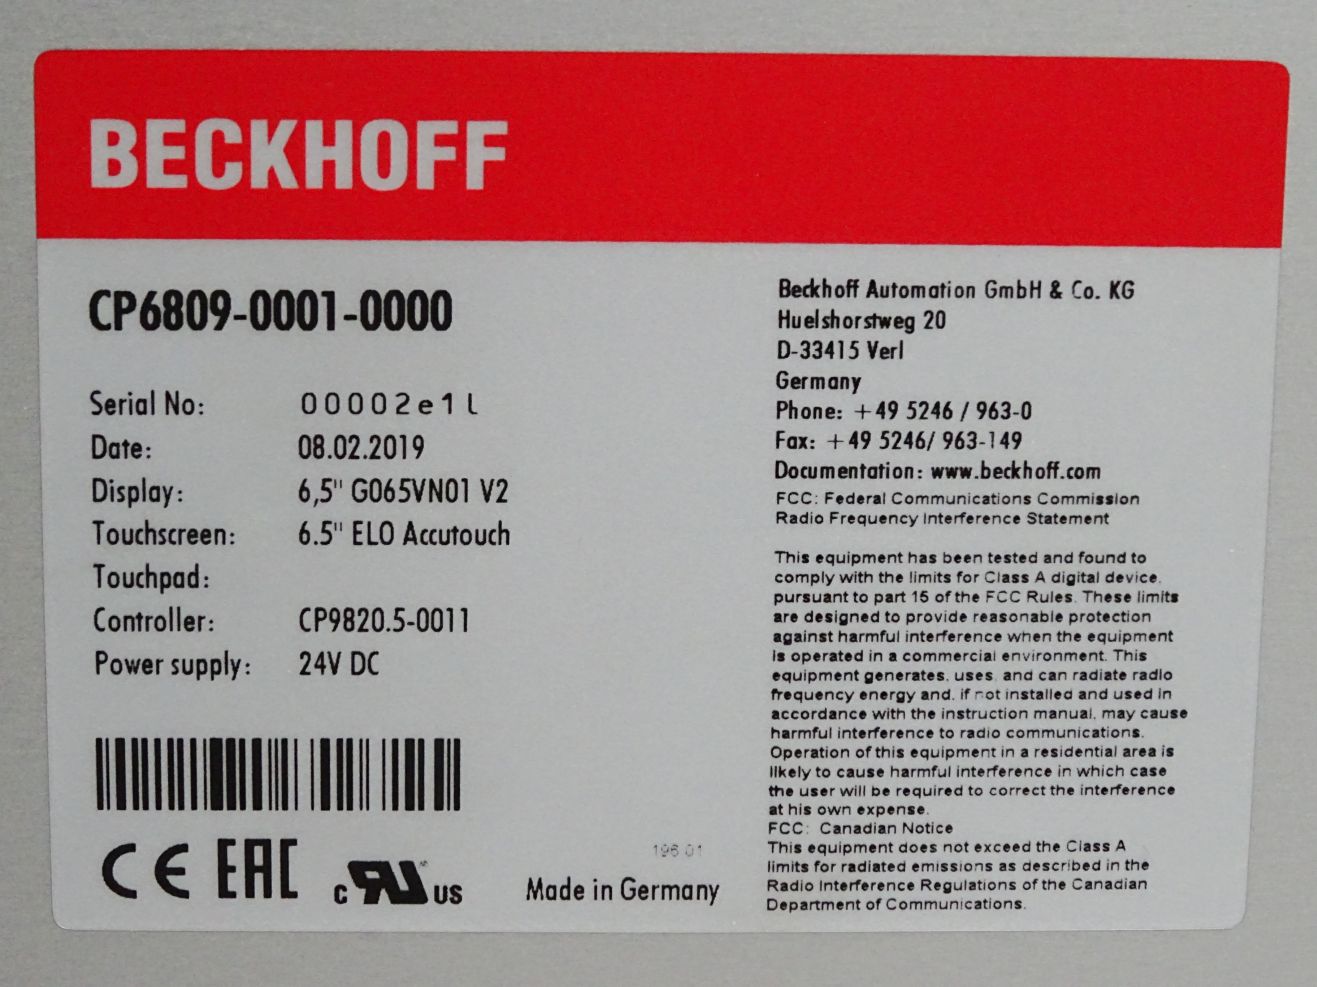 BECKHOFF
CP6809-0001-0000
Serial No: 00002e1L
Date: 08.02.2019
Display: 6,5" G065VN01 V2
Touchscreen: 6.5" ELO Accutouch
Touchpad:
Controller: CP9820.5-0011
Power supply: 24V DC
CE EAC c RU US
196 01
Made in Germany
Beckhoff Automation GmbH & Co. KG
Huelshorstweg 20
D-33415 Verl
Germany
Phone: +49 5246 / 963-0
Fax: +49 5246/ 963-149
Documentation: www.beckhoff.com
FCC: Federal Communications Commission
Radio Frequency Interference Statement
This equipment has been tested and found to
comply with the limits for Class A digital device,
pursuant to part 15 of the FCC Rules. These limits
are designed to provide reasonable protection
against harmful interference when the equipment
is operated in a commercial environment. This
equipment generates, uses, and can radiate radio
frequency energy and, if not installed and used in
accordance with the instruction manual, may cause
harmful interference to radio communications.
Operation of this equipment in a residential area is
likely to cause harmful interference in which case
the user will be required to correct the interference
at his own expense.
FCC: Canadian Notice
This equipment does not exceed the Class A
limits for radiated emissions as described in the
Radio Interference Regulations of the Canadian
Department of Communications.